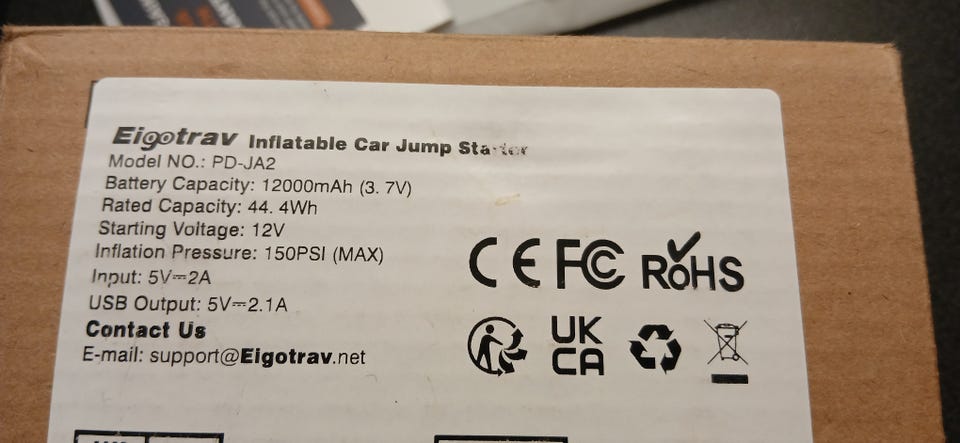 Eigotrav Inflatable Car Jump Starter
Model NO.: PD-JA2
Battery Capacity: 12000mAh (3. 7V)
Rated Capacity: 44. 4Wh
Starting Voltage: 12V
Inflation Pressure: 150PSI (MAX)
Input: 5V⎓2A
USB Output: 5V⎓2.1A
Contact Us
E-mail: support@Eigotrav.net
CE FC RoHS
UK
CA